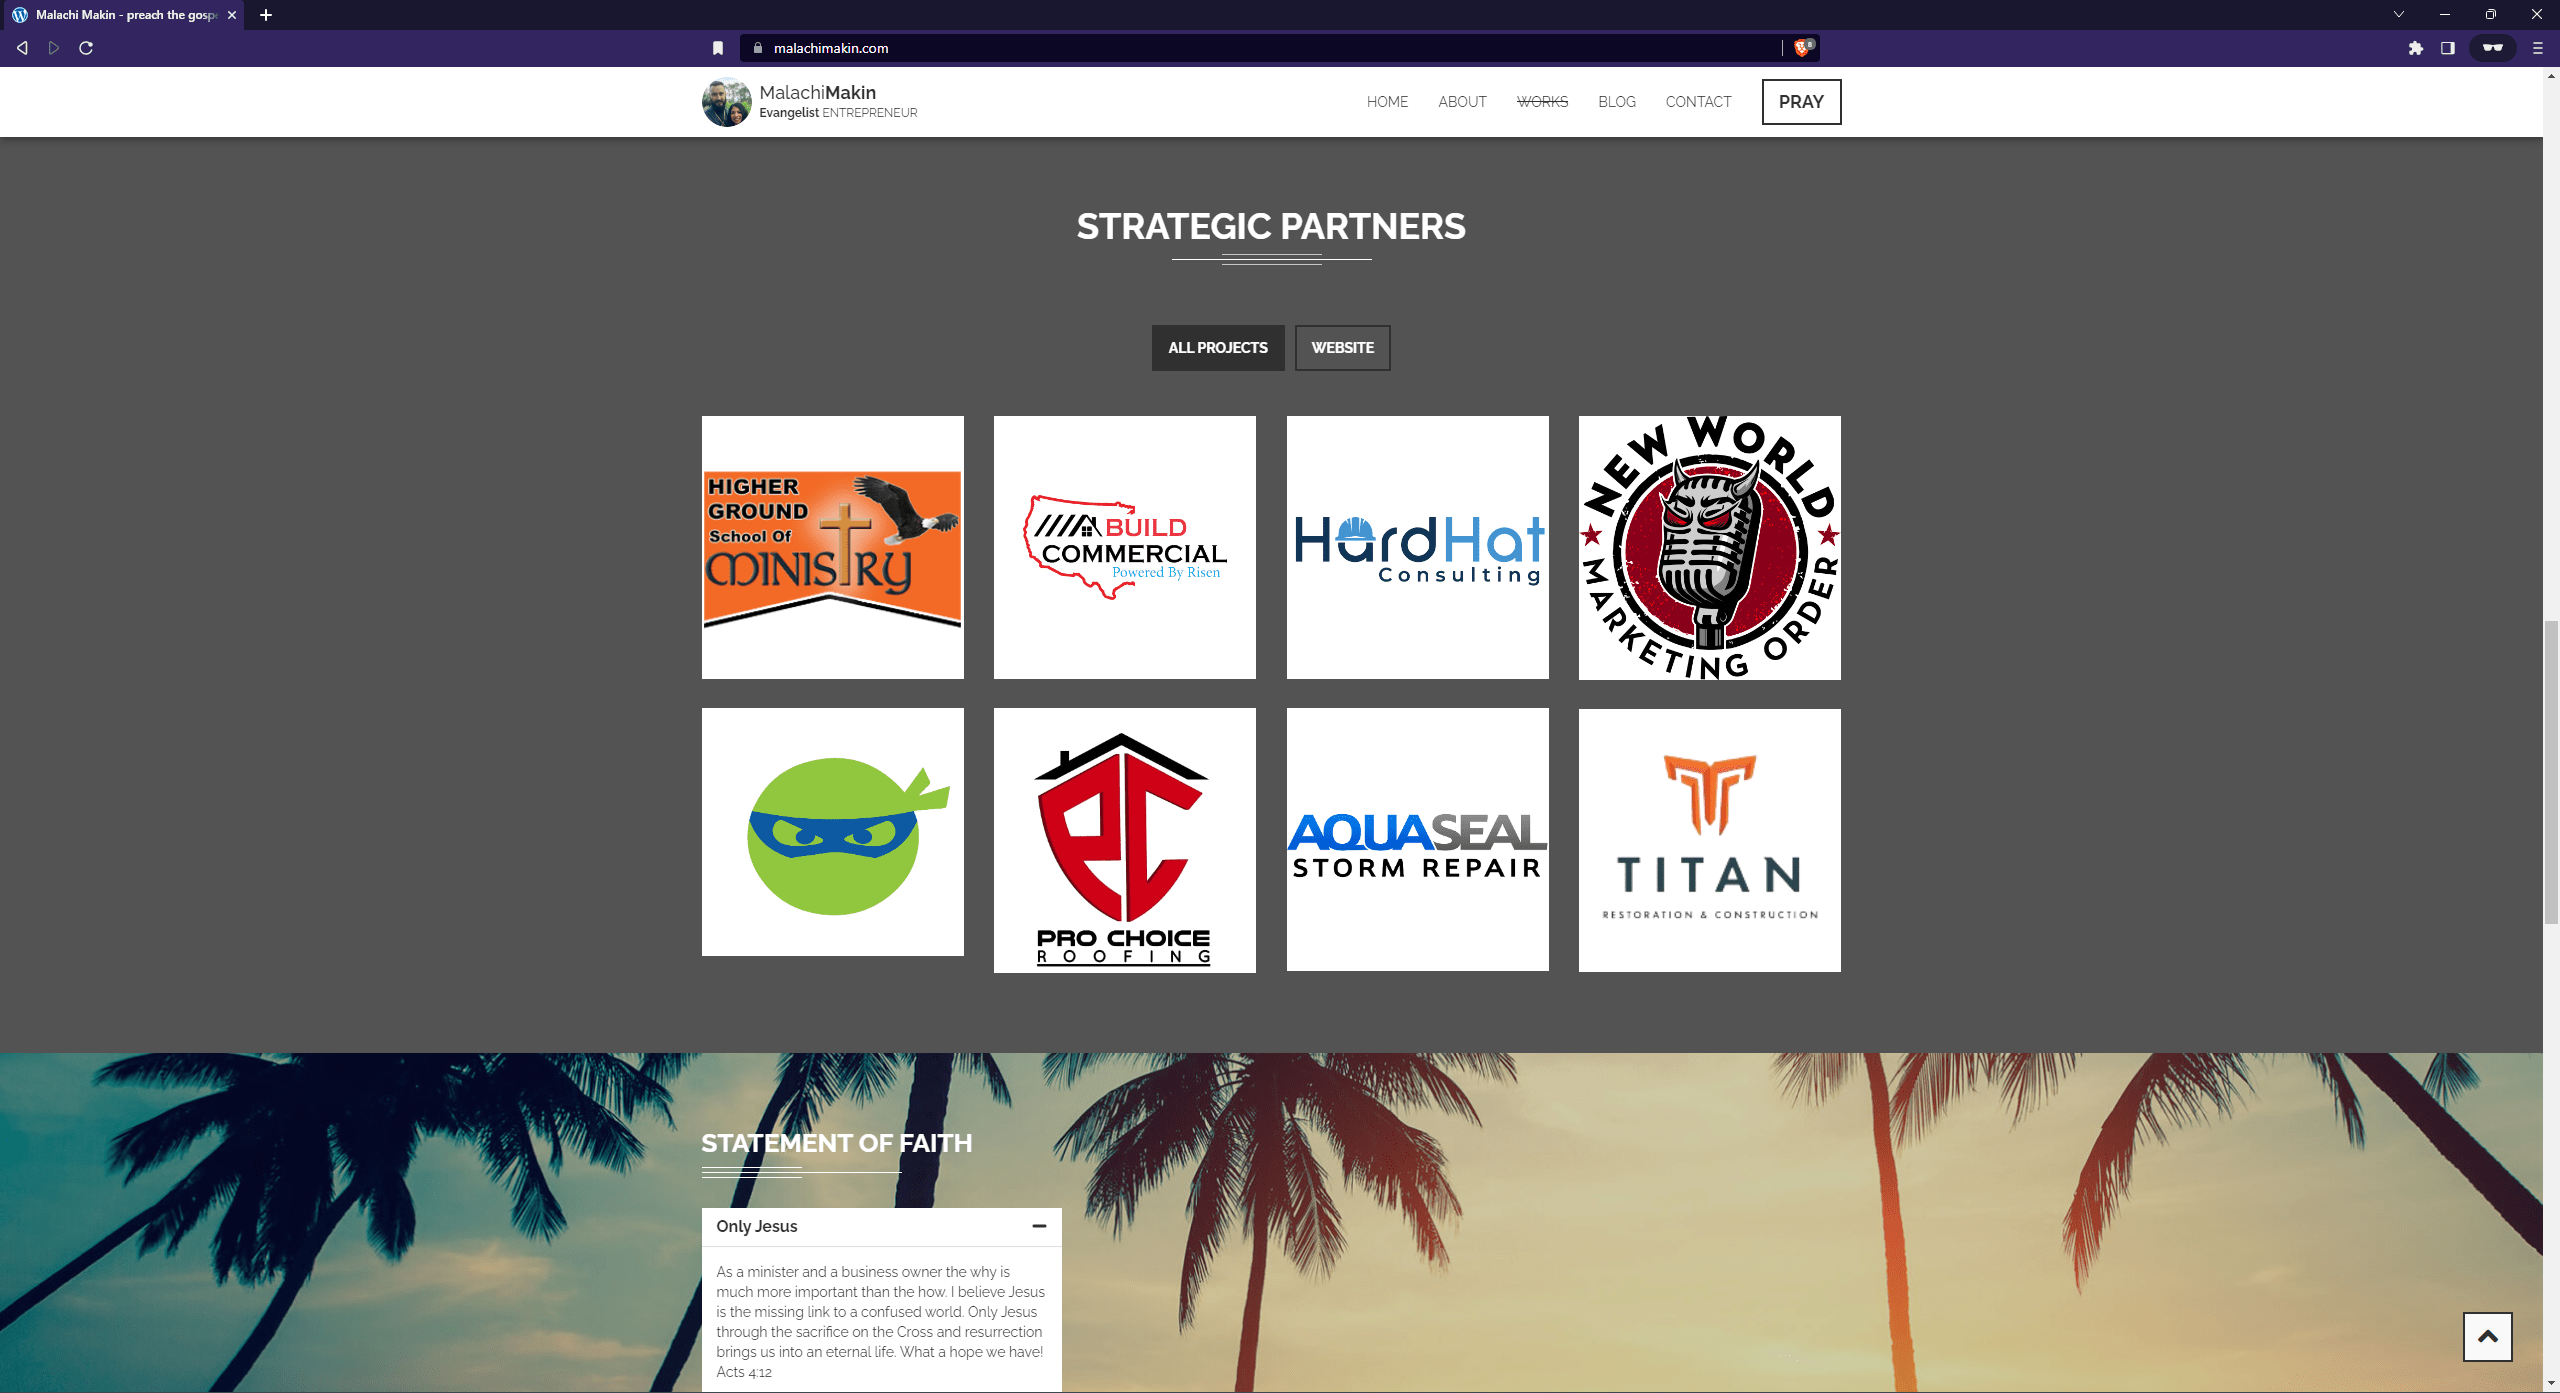 Malachi Makin - preach the gosp
malachimakin.com
8
MalachiMakin
Evangelist ENTREPRENEUR
HOME ABOUT WORKS BLOG CONTACT PRAY
STRATEGIC PARTNERS
ALL PROJECTS WEBSITE
HIGHER
GROUND
School Of
MINISTRY
BUILD
COMMERCIAL
Powered By Risen
HardHat
Consulting
NEW WORLD
MARKETING ORDER
PC
PRO CHOICE
ROOFING
AQUASEAL
STORM REPAIR
TITAN
RESTORATION & CONSTRUCTION
STATEMENT OF FAITH
Only Jesus
As a minister and a business owner the why is
much more important than the how. I believe Jesus
is the missing link to a confused world. Only Jesus
through the sacrifice on the Cross and resurrection
brings us into an eternal life. What a hope we have!
Acts 4:12